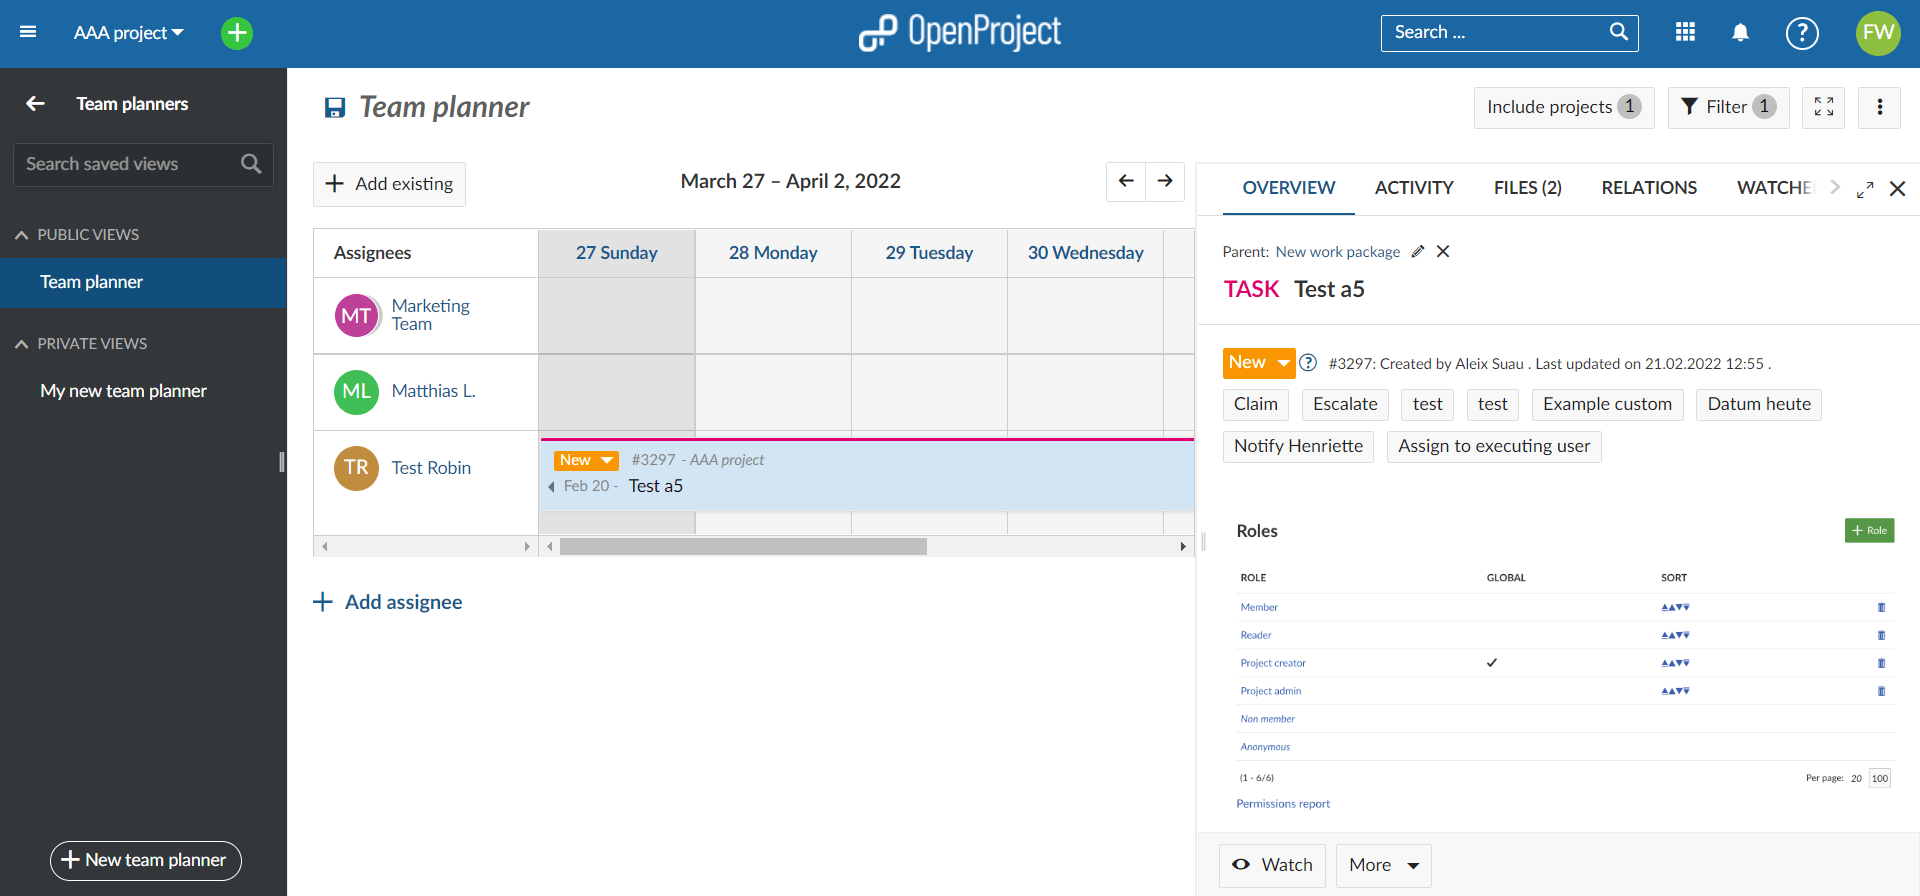 AAA project
OpenProject
Search ...
?
FW
Team planners
Search saved views
PUBLIC VIEWS
Team planner
PRIVATE VIEWS
My new team planner
New team planner
Team planner
Include projects 1
Filter 1
Add existing
March 27 – April 2, 2022
Assignees
27 Sunday
28 Monday
29 Tuesday
30 Wednesday
MT
Marketing
Team
ML
Matthias L.
TR
Test Robin
New
#3297 - AAA project
Feb 20 - Test a5
Add assignee
OVERVIEW
ACTIVITY
FILES (2)
RELATIONS
WATCHE
Parent: New work package
TASK Test a5
New
?
#3297: Created by Aleix Suau . Last updated on 21.02.2022 12:55 .
Claim
Escalate
test
test
Example custom
Datum heute
Notify Henriette
Assign to executing user
Roles
+ Role
ROLE
GLOBAL
SORT
Member
Reader
Project creator
Project admin
Non member
Anonymous
(1 - 6/6)
Per page: 20 100
Permissions report
Watch
More